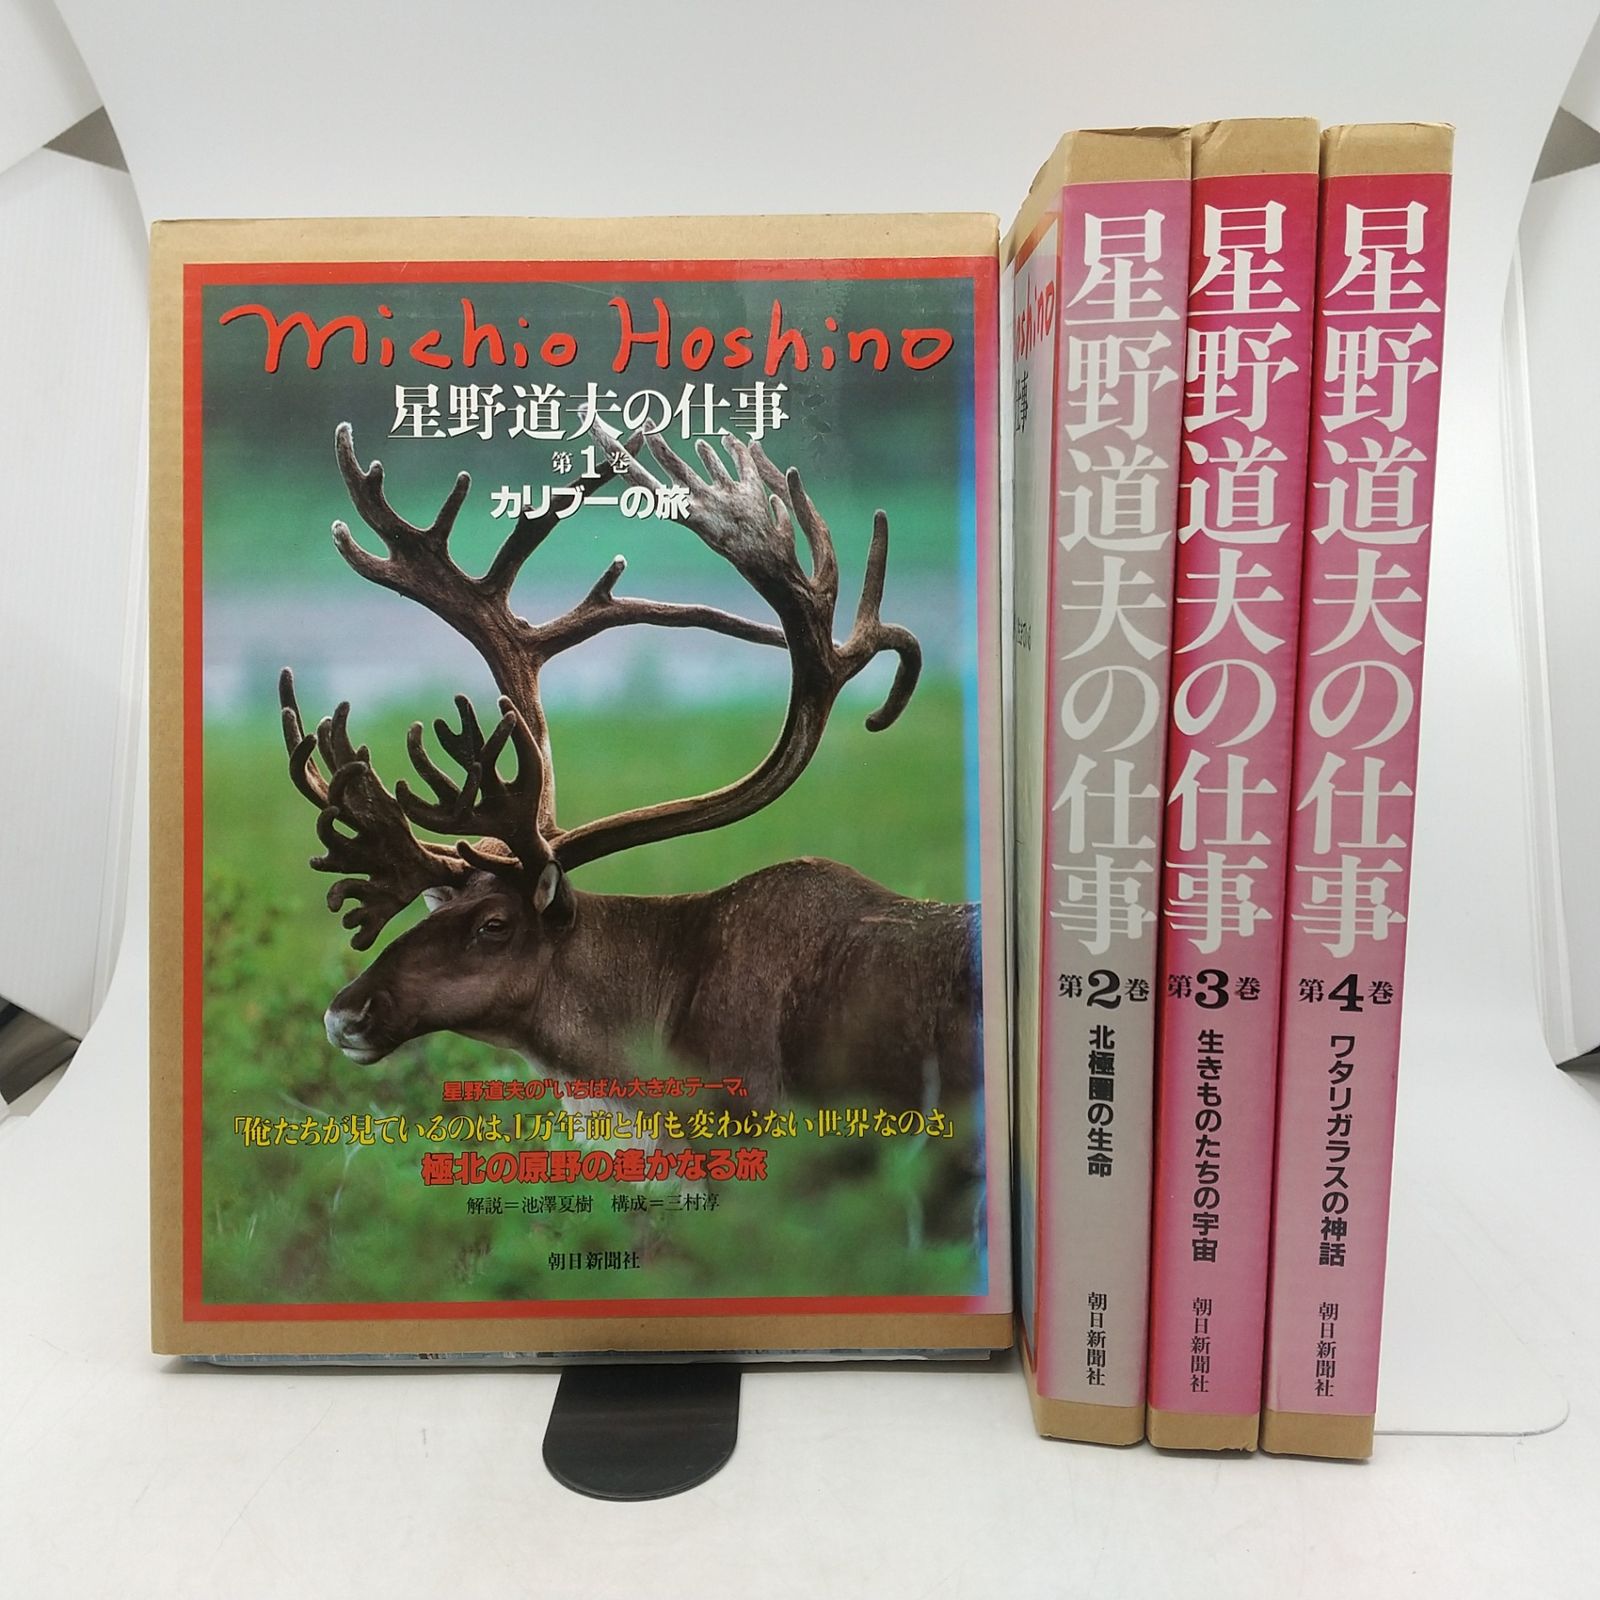 Michio Hoshino
星野道夫の仕事
第1巻
カリブーの旅
星野道夫の"いちばん大きなテーマ"
「俺たちが見ているのは、1万年前と何も変わらない世界なのさ」
極北の原野の遙かなる旅
解説=池澤夏樹 構成=三村淳
朝日新聞社
oshino
仕事
星野道夫の仕事
第2巻
北極圏の生命
朝日新聞社
星野道夫の仕事
第3巻
生きものたちの宇宙
朝日新聞社
星野道夫の仕事
第4巻
ワタリガラスの神話
朝日新聞社